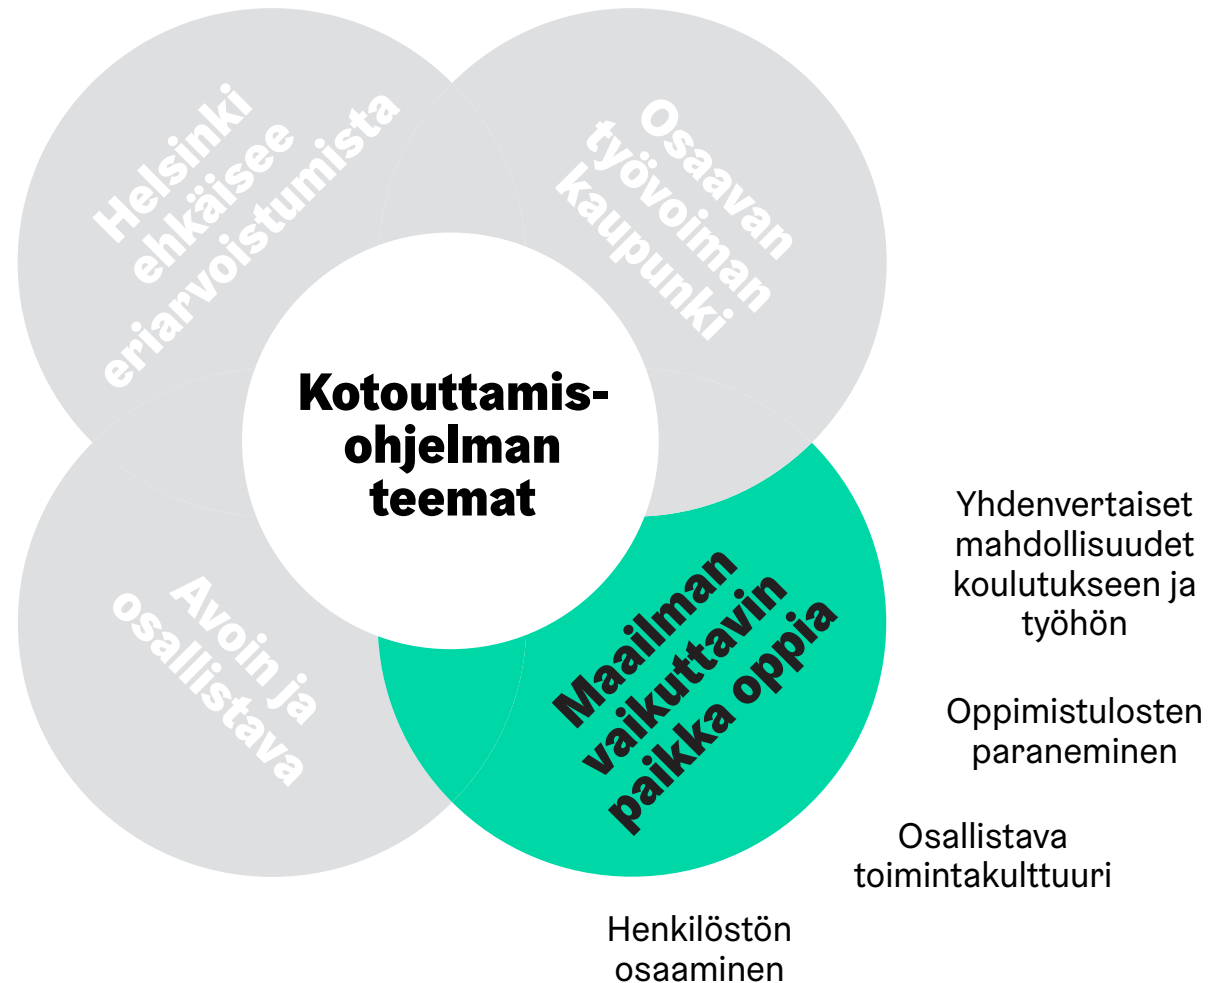 Helsinki
ehkäisee
eriarvoistumista
Osaavan
työvoiman
kaupunki
Kotouttamis-
ohjelman
teemat
Avoin ja
osallistava
Maailman
vaikuttavin
paikka oppia
Yhdenvertaiset
mahdollisuudet
koulutukseen ja
työhön
Oppimistulosten
paraneminen
Osallistava
toimintakulttuuri
Henkilöstön
osaaminen